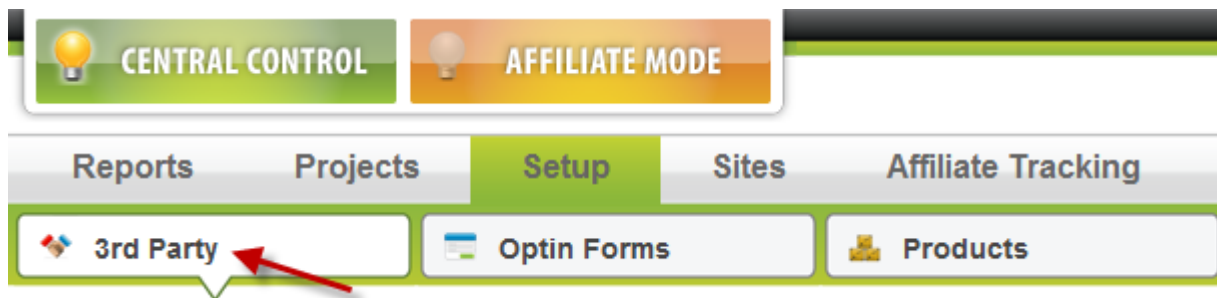 CENTRAL CONTROL AFFILIATE MODE
Reports Projects Setup Sites Affiliate Tracking
3rd Party Optin Forms Products